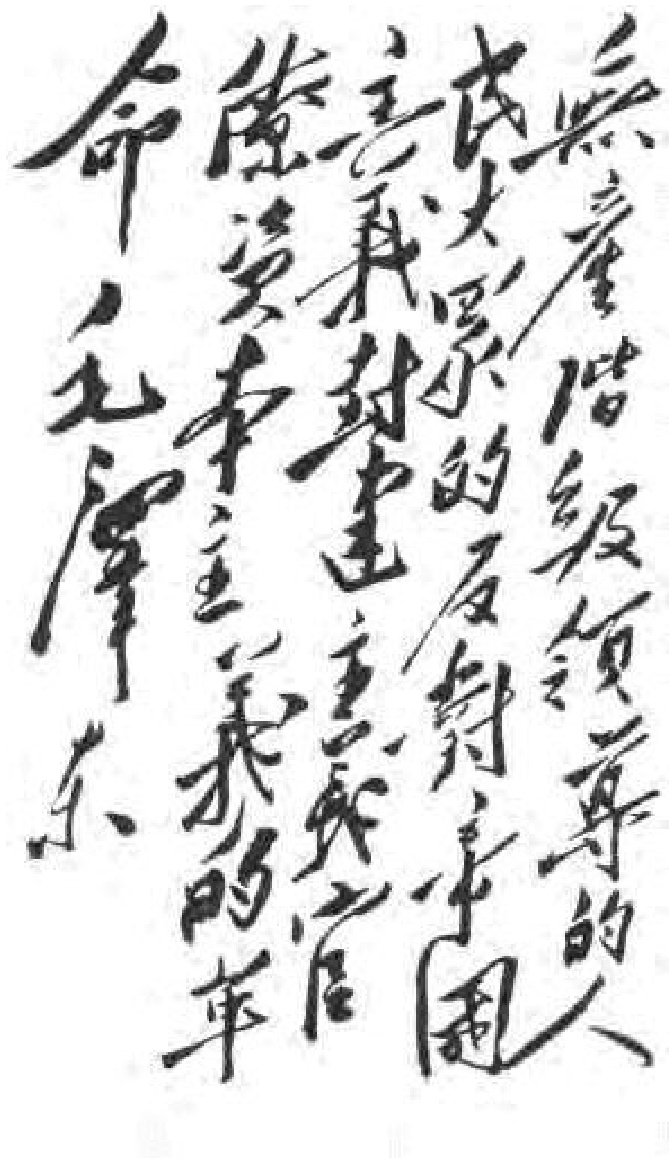 無產階級領導的人
民大眾的反對帝國
主義封建主義官
僚資本主義的革
命 毛澤东